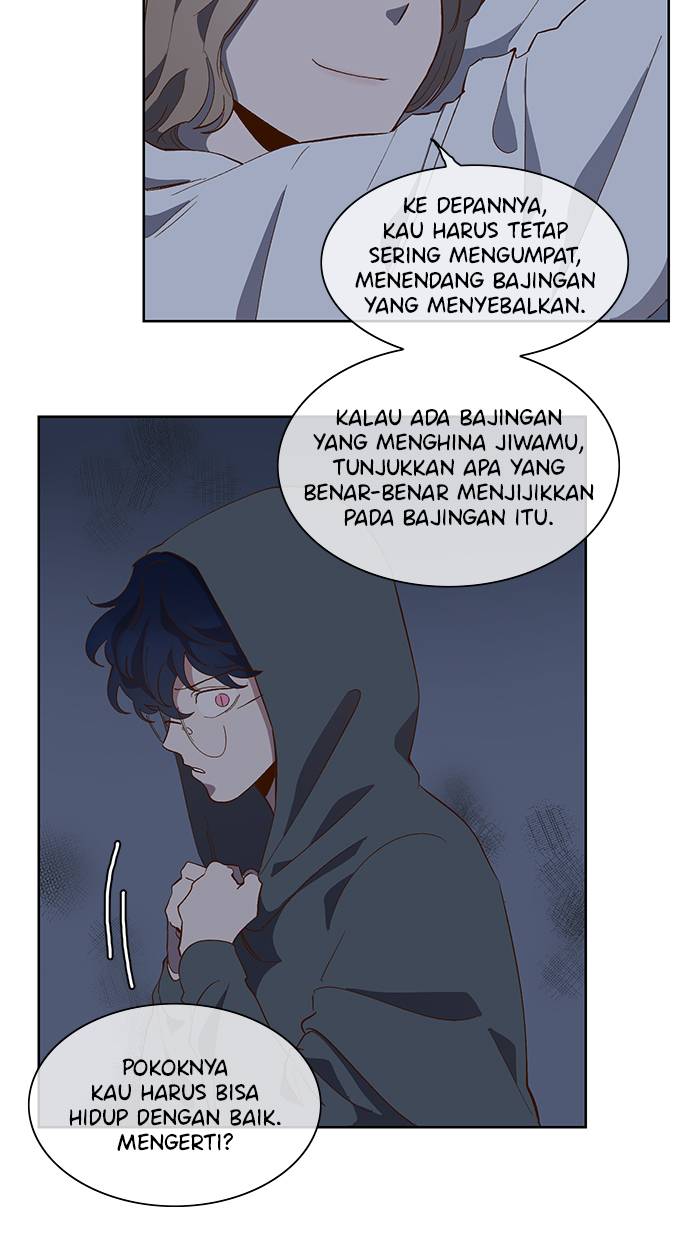 KE DEPANNYA,
KAU HARUS TETAP
SERING MENGUMPAT,
MENENDANG BAJINGAN
YANG MENYEBALKAN.
KALAU ADA BAJINGAN
YANG MENGHINA JIWAMU,
TUNJUKKAN APA YANG
BENAR-BENAR MENJIJIKKAN
PADA BAJINGAN ITU.
POKOKNYA
KAU HARUS BISA
HIDUP DENGAN BAIK.
MENGERTI?